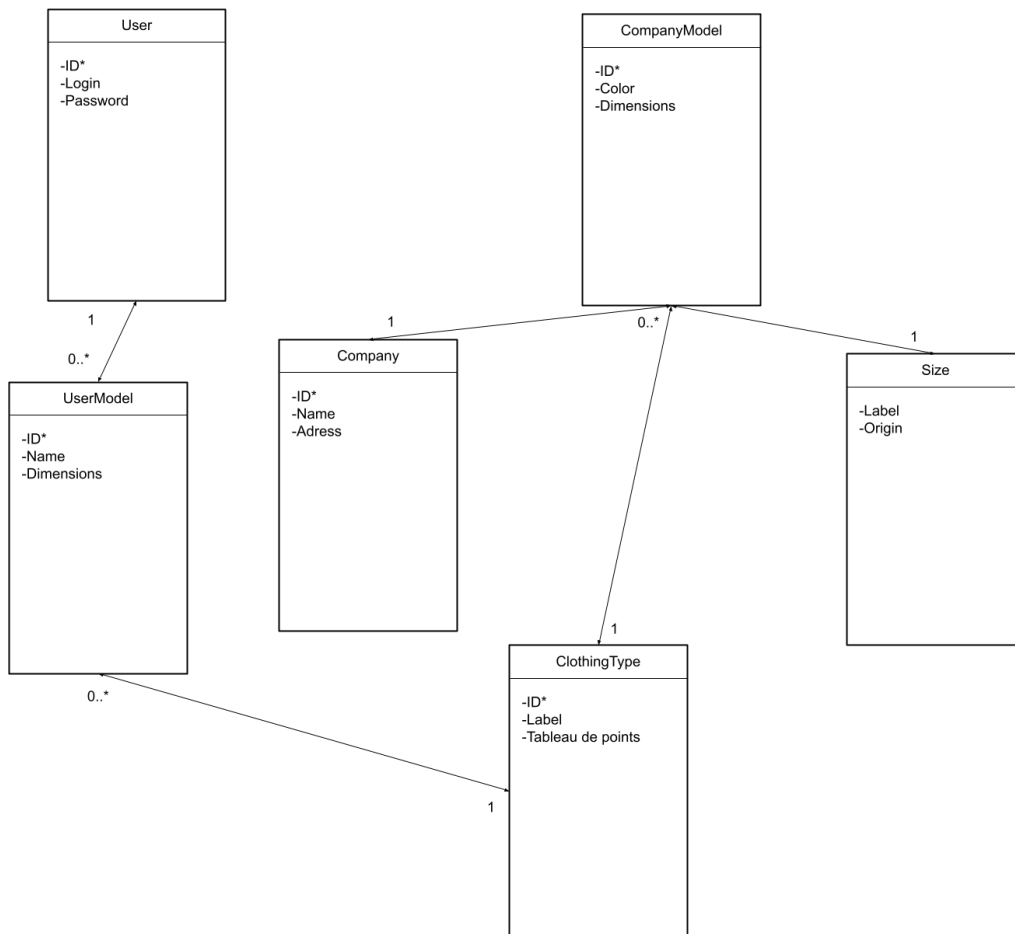 User
-ID*
-Login
-Password
CompanyModel
-ID*
-Color
-Dimensions
1
0..*
1
0..*
1
UserModel
-ID*
-Name
-Dimensions
Company
-ID*
-Name
-Adress
Size
-Label
-Origin
1
0..*
1
ClothingType
-ID*
-Label
-Tableau de points